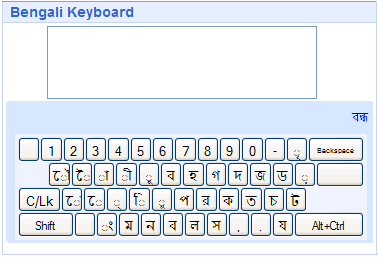 Bengali Keyboard
বন্ধ
1 2 3 4 5 6 7 8 9 0 - ৃ Backspace
ৌ ৈ া ী ূ ব হ গ দ জ ড ়
C/Lk ো ে ্ ি ু প র ক ত চ ট
Shift ং ম ন ব ল স . . য Alt+Ctrl